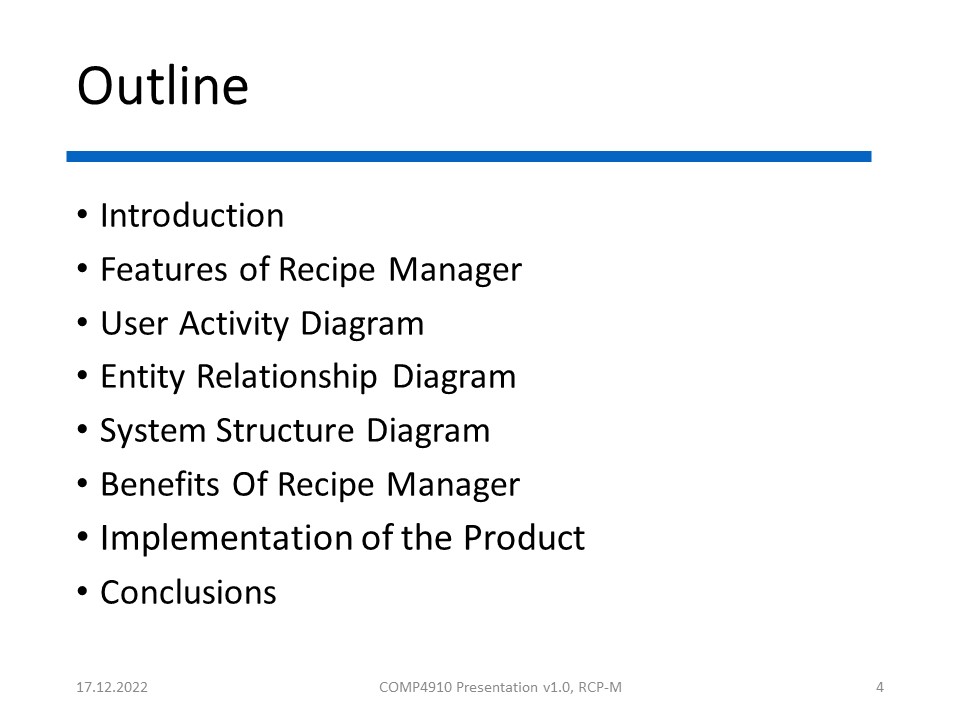 Outline
• Introduction
• Features of Recipe Manager
• User Activity Diagram
• Entity Relationship Diagram
• System Structure Diagram
• Benefits Of Recipe Manager
• Implementation of the Product
• Conclusions
17.12.2022 COMP4910 Presentation v1.0, RCP-M 4